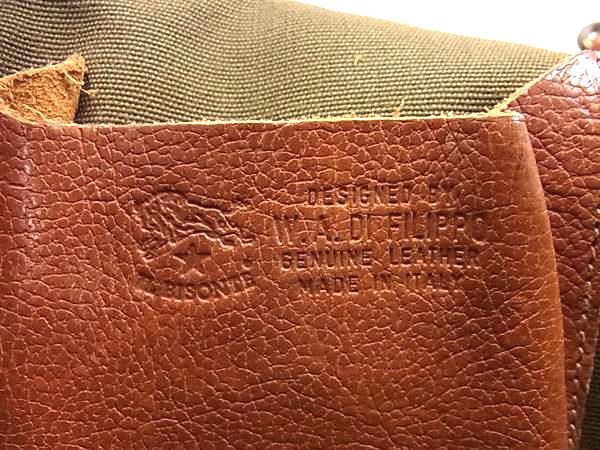 IL BISONTE
DESIGNED BY
W. A. DI FILIPPO
GENUINE LEATHER
MADE IN ITALY